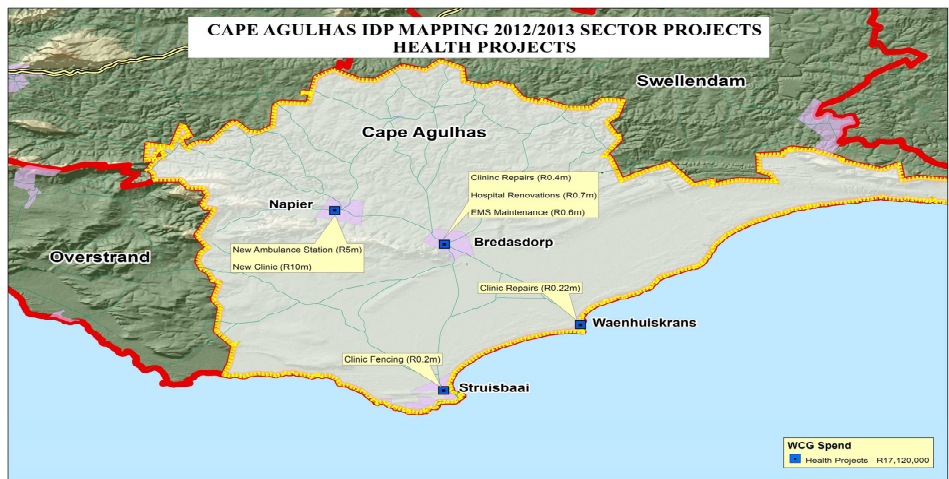 CAPE AGULHAS IDP MAPPING 2012/2013 SECTOR PROJECTS
HEALTH PROJECTS
Swellendam
Cape Agulhas
Clininc Repairs (R0.4m)
Hospital Renovations (R0.7m)
EMS Maintenance (R0.6m)
Napier
Bredasdorp
New Ambulance Station (R5m)
New Clinic (R10m)
Overstrand
Clinic Repairs (R0.22m)
Waenhuiskrans
Clinic Fencing (R0.2m)
Struisbaai
WCG Spend
Health Projects R17,120,000